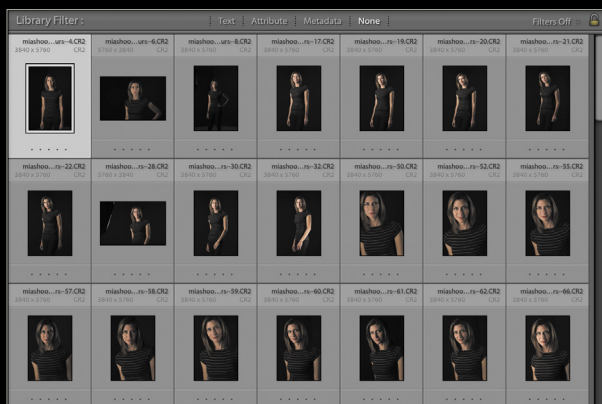 Library Filter : Text Attribute Metadata None Filters Off
miashoo...urs-4.CR2 miashoo...urs-6.CR2 miashoo...urs-8.CR2 miashoo...rs-17.CR2 miashoo...rs-19.CR2 miashoo...rs-20.CR2 miashoo...rs-21.CR2
3840 x 5760 CR2 5760 x 3840 CR2 3840 x 5760 CR2 3840 x 5760 CR2 3840 x 5760 CR2 3840 x 5760 CR2 3840 x 5760 CR2
miashoo...rs-22.CR2 miashoo...rs-28.CR2 miashoo...rs-30.CR2 miashoo...rs-32.CR2 miashoo...rs-50.CR2 miashoo...rs-52.CR2 miashoo...rs-55.CR2
3840 x 5760 CR2 5760 x 3840 CR2 3840 x 5760 CR2 3840 x 5760 CR2 3840 x 5760 CR2 3840 x 5760 CR2 3840 x 5760 CR2
miashoo...rs-57.CR2 miashoo...rs-58.CR2 miashoo...rs-59.CR2 miashoo...rs-60.CR2 miashoo...rs-61.CR2 miashoo...rs-62.CR2 miashoo...rs-66.CR2
3840 x 5760 CR2 3840 x 5760 CR2 3840 x 5760 CR2 3840 x 5760 CR2 3840 x 5760 CR2 3840 x 5760 CR2 3840 x 5760 CR2